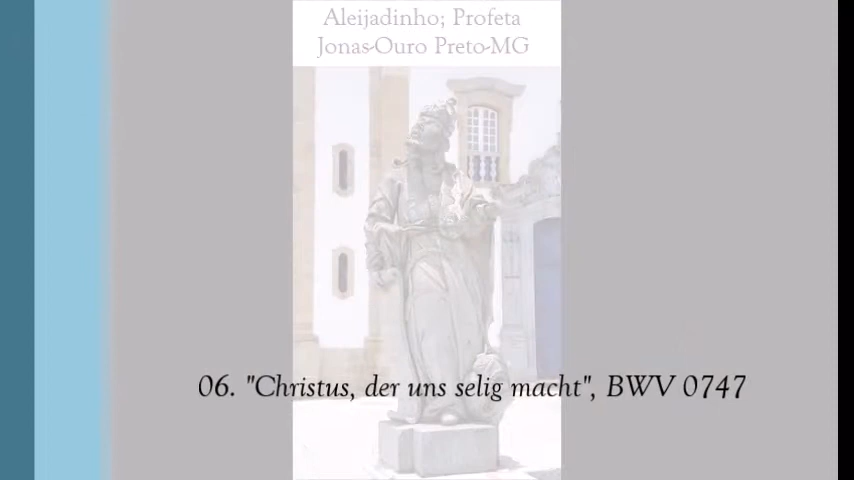 Aleijadinho; Profeta
Jonas-Ouro Preto-MG
06. "Christus, der uns selig macht", BWV 0747